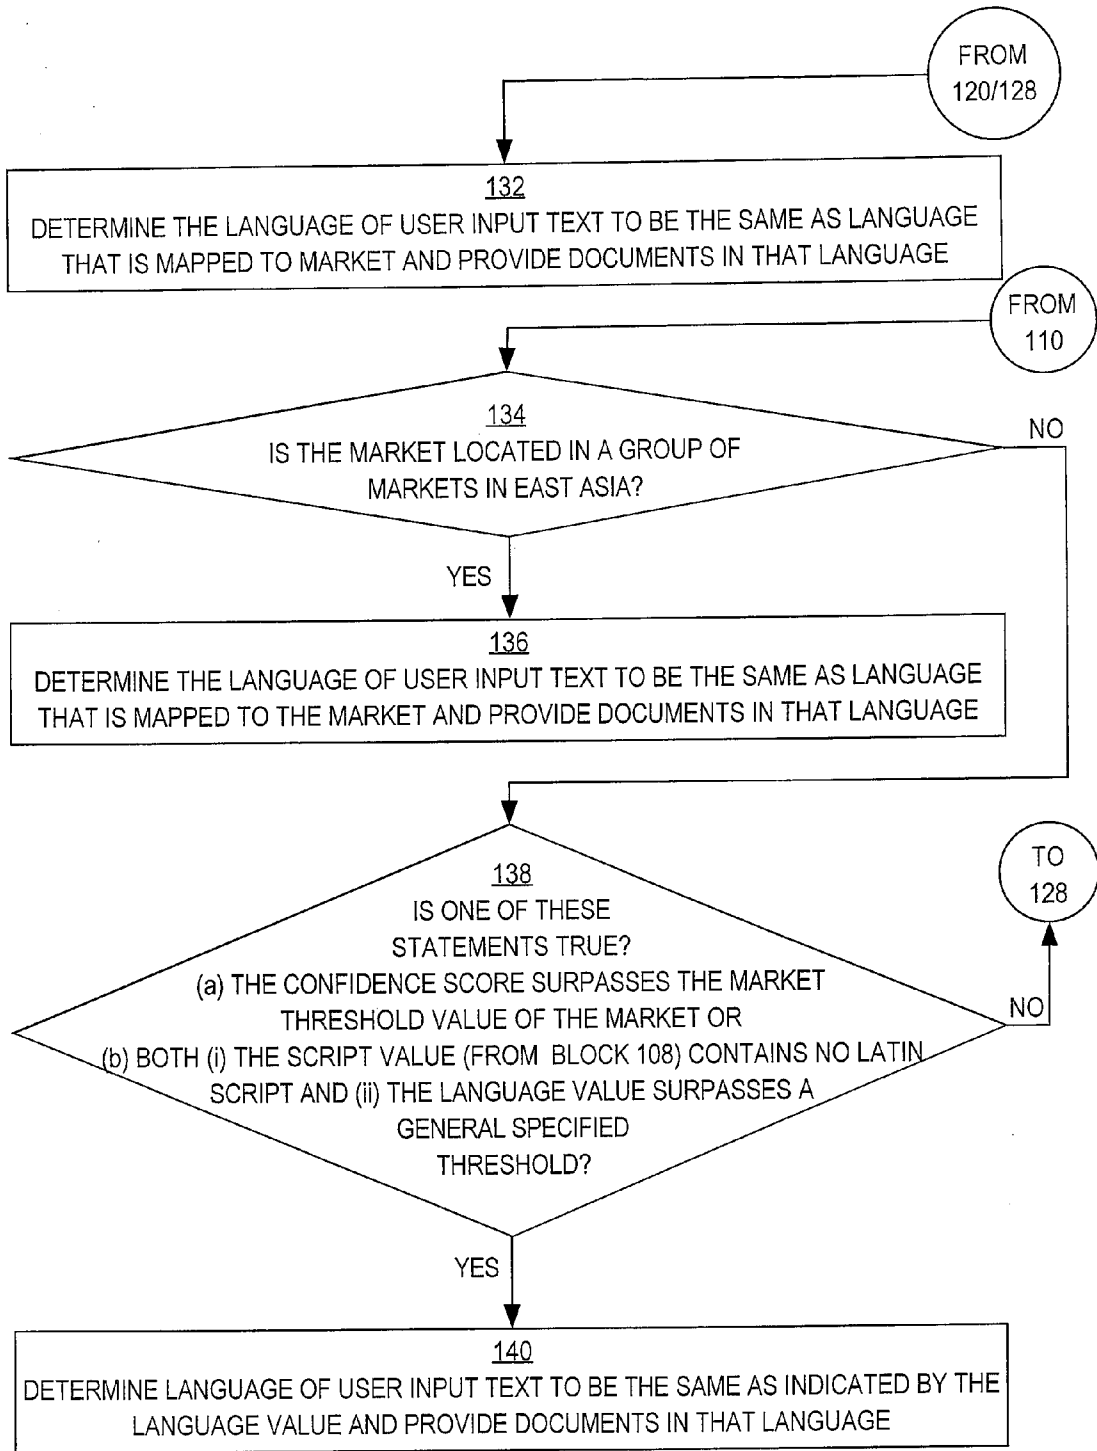 FROM
120/128
132
DETERMINE THE LANGUAGE OF USER INPUT TEXT TO BE THE SAME AS LANGUAGE
THAT IS MAPPED TO MARKET AND PROVIDE DOCUMENTS IN THAT LANGUAGE
FROM
110
134
IS THE MARKET LOCATED IN A GROUP OF
MARKETS IN EAST ASIA?
NO
YES
136
DETERMINE THE LANGUAGE OF USER INPUT TEXT TO BE THE SAME AS LANGUAGE
THAT IS MAPPED TO THE MARKET AND PROVIDE DOCUMENTS IN THAT LANGUAGE
138
IS ONE OF THESE
STATEMENTS TRUE?
(a) THE CONFIDENCE SCORE SURPASSES THE MARKET
THRESHOLD VALUE OF THE MARKET OR
(b) BOTH (i) THE SCRIPT VALUE (FROM BLOCK 108) CONTAINS NO LATIN
SCRIPT AND (ii) THE LANGUAGE VALUE SURPASSES A
GENERAL SPECIFIED
THRESHOLD?
TO
128
NO
YES
140
DETERMINE LANGUAGE OF USER INPUT TEXT TO BE THE SAME AS INDICATED BY THE
LANGUAGE VALUE AND PROVIDE DOCUMENTS IN THAT LANGUAGE